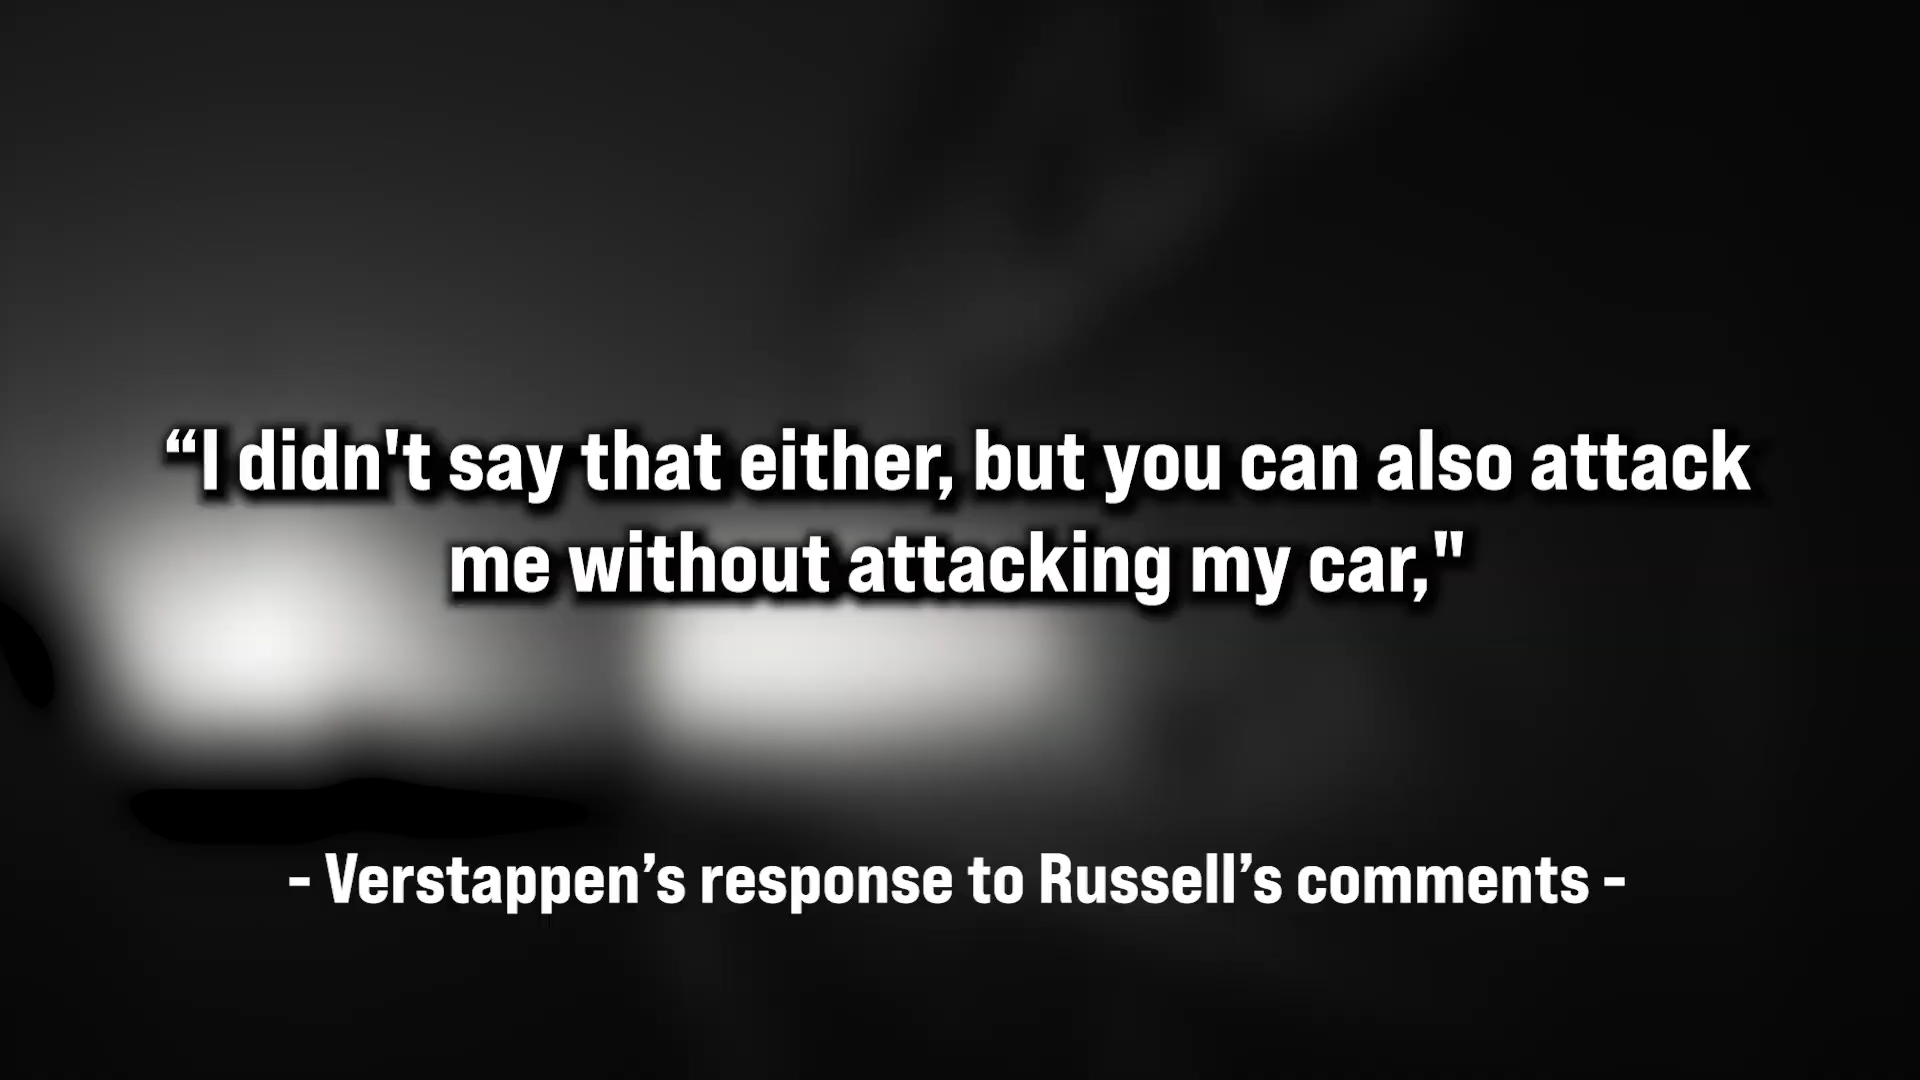 “I didn't say that either, but you can also attack
me without attacking my car,"
- Verstappen’s response to Russell’s comments -